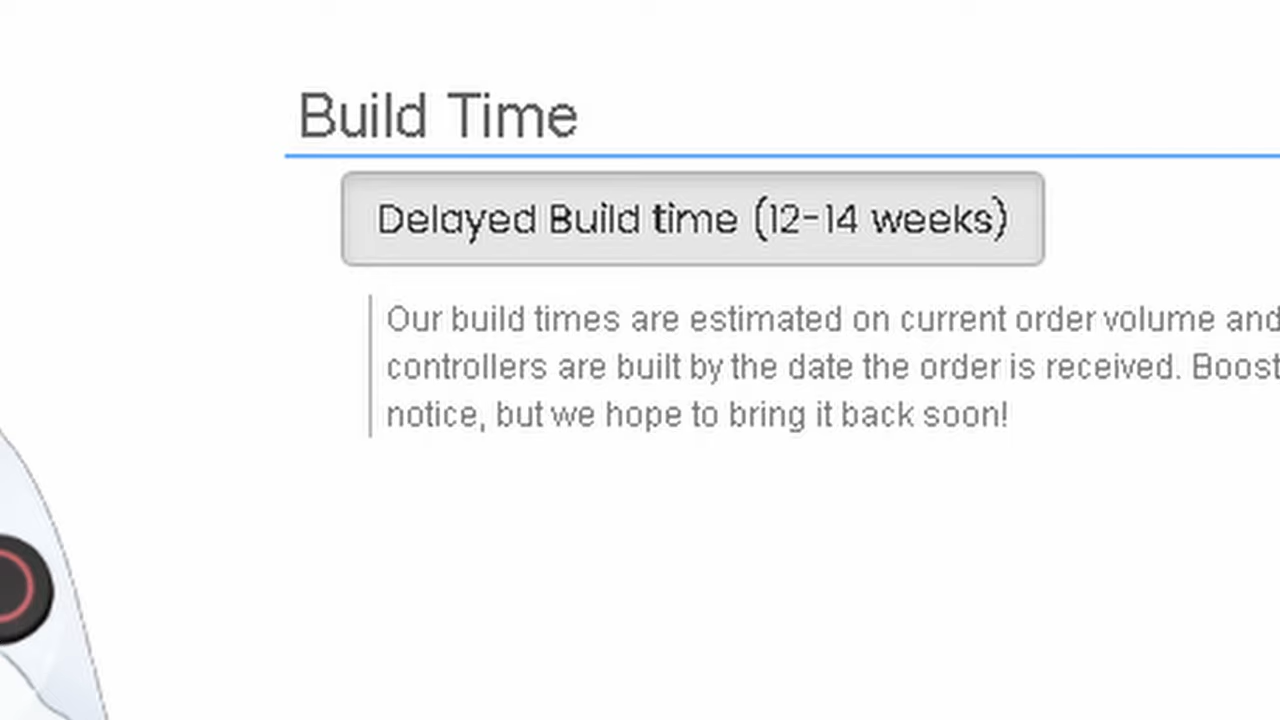 Build Time
Delayed Build time (12-14 weeks)
Our build times are estimated on current order volume and
controllers are built by the date the order is received. Boost
notice, but we hope to bring it back soon!